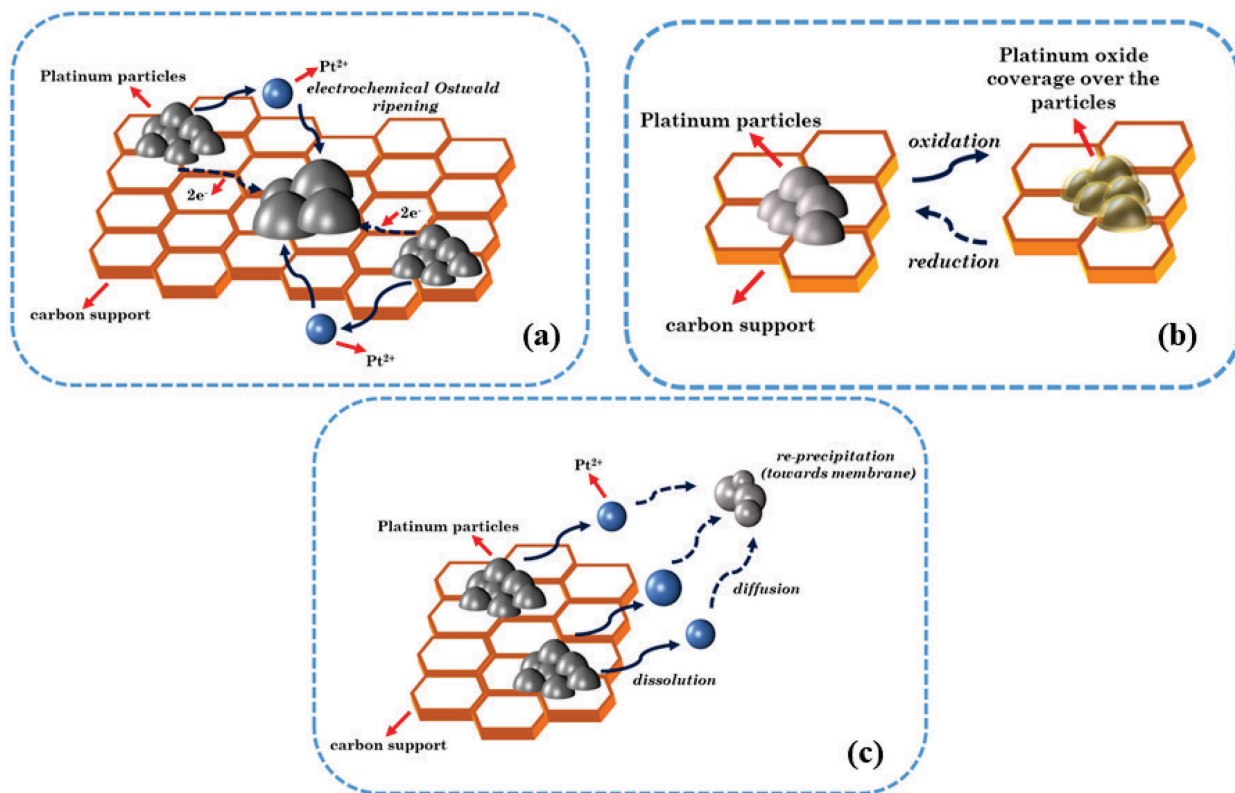 Platinum particles
Pt²⁺
electrochemical Ostwald
ripening
2e⁻
2e⁻
carbon support
Pt²⁺
(a)
Platinum oxide
coverage over the
particles
Platinum particles
oxidation
reduction
carbon support
(b)
re-precipitation
(towards membrane)
Pt²⁺
Platinum particles
diffusion
dissolution
carbon support
(c)